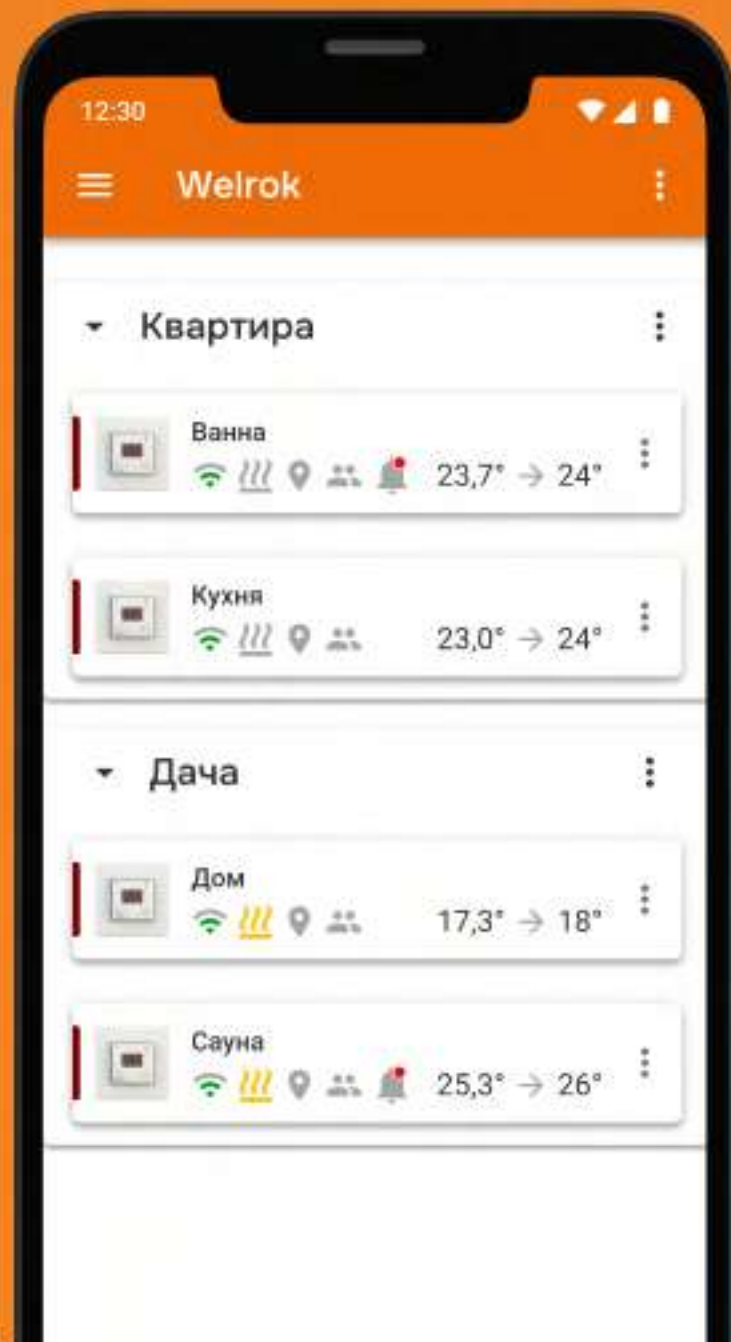 12:30
Welrok
Квартира
Ванна
23,7° → 24°
Кухня
23,0° → 24°
Дача
Дом
17,3° → 18°
Сауна
25,3° → 26°